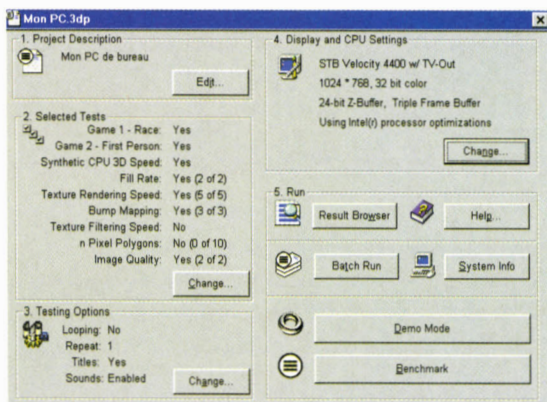 Mon PC.3dp
1. Project Description
Mon PC de bureau
Edit...
2. Selected Tests
Game 1 - Race: Yes
Game 2 - First Person: Yes
Synthetic CPU 3D Speed: Yes
Fill Rate: Yes (2 of 2)
Texture Rendering Speed: Yes (5 of 5)
Bump Mapping: Yes (3 of 3)
Texture Filtering Speed: No
n Pixel Polygons: No (0 of 10)
Image Quality: Yes (2 of 2)
Change...
3. Testing Options
Looping: No
Repeat: 1
Titles: Yes
Sounds: Enabled
Change...
4. Display and CPU Settings
STB Velocity 4400 w/ TV-Out
1024 * 768, 32 bit color
24-bit Z-Buffer, Triple Frame Buffer
Using Intel(r) processor optimizations
Change...
5. Run
Result Browser
Help...
Batch Run
System Info
Demo Mode
Benchmark